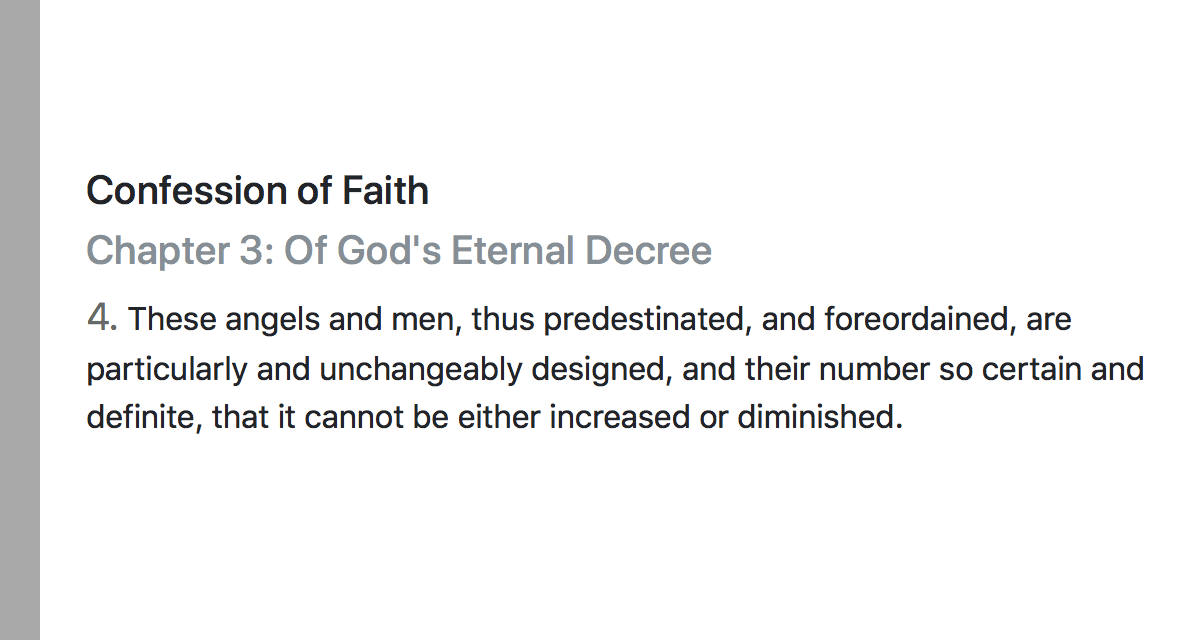 Confession of Faith
Chapter 3: Of God's Eternal Decree
4. These angels and men, thus predestinated, and foreordained, are
particularly and unchangeably designed, and their number so certain and
definite, that it cannot be either increased or diminished.